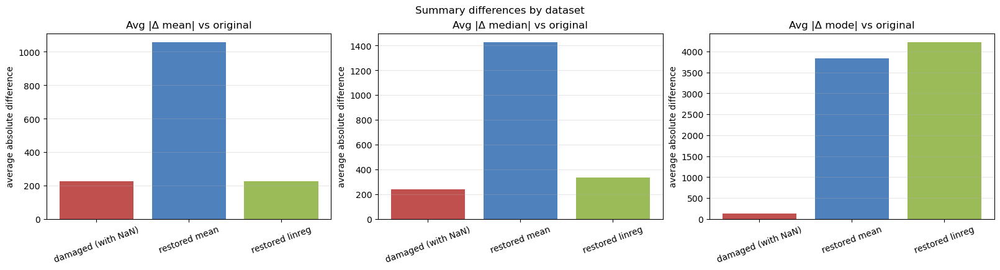 Summary differences by dataset
Avg |Δ mean| vs original
average absolute difference
1000
800
600
400
200
0
damaged (with NaN)
restored mean
restored linreg
Avg |Δ median| vs original
average absolute difference
1400
1200
1000
800
600
400
200
0
damaged (with NaN)
restored mean
restored linreg
Avg |Δ mode| vs original
average absolute difference
4000
3500
3000
2500
2000
1500
1000
500
0
damaged (with NaN)
restored mean
restored linreg